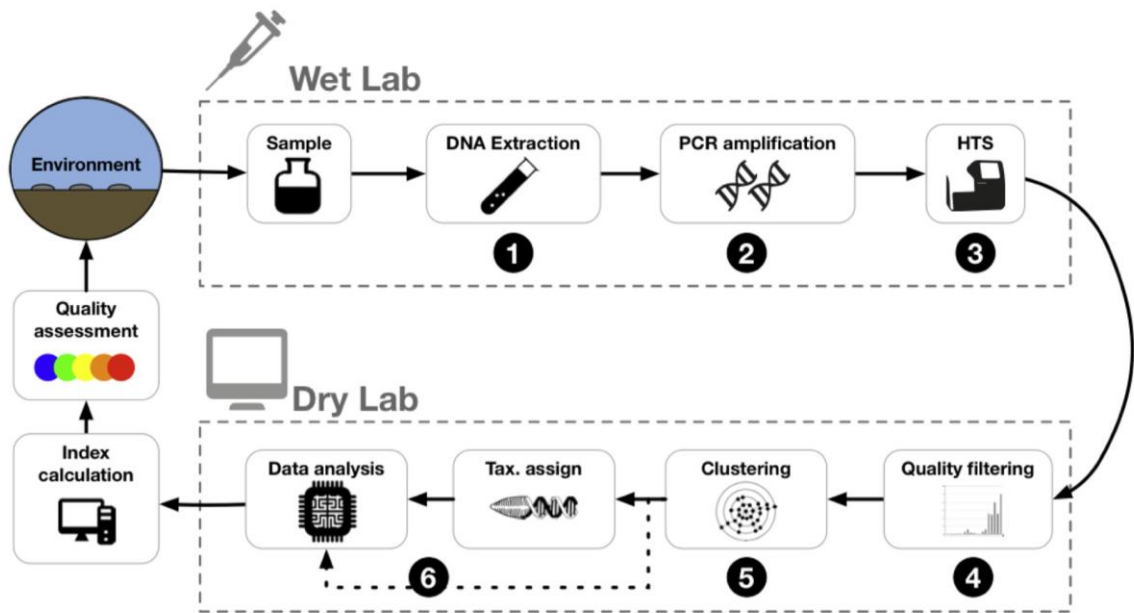 Wet Lab
Environment
Sample
DNA Extraction
PCR amplification
HTS
1
2
3
Quality
assessment
Dry Lab
Index
calculation
Data analysis
Tax. assign
Clustering
Quality filtering
6
5
4